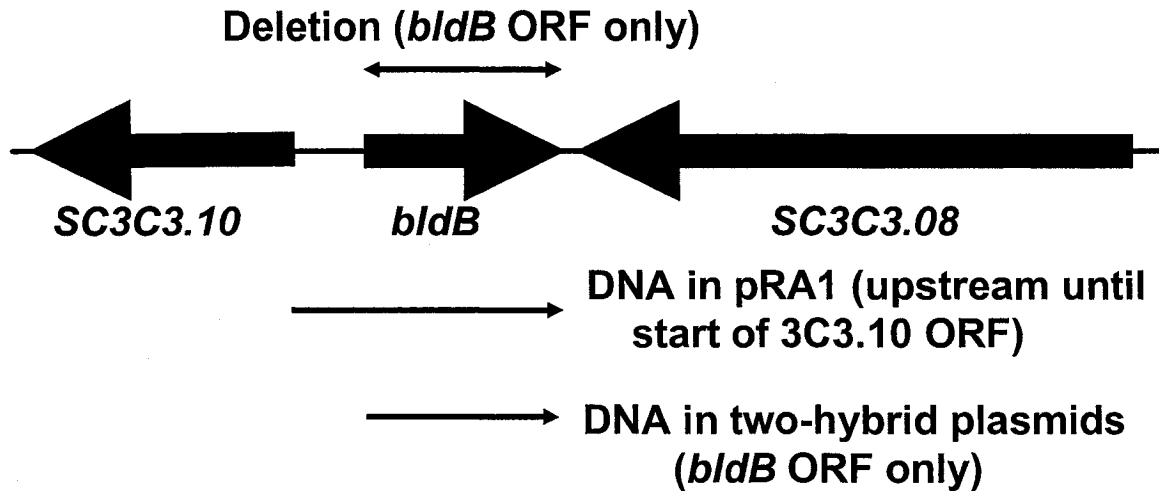 Deletion (bldB ORF only)
SC3C3.10 bldB SC3C3.08
DNA in pRA1 (upstream until
start of 3C3.10 ORF)
DNA in two-hybrid plasmids
(bldB ORF only)